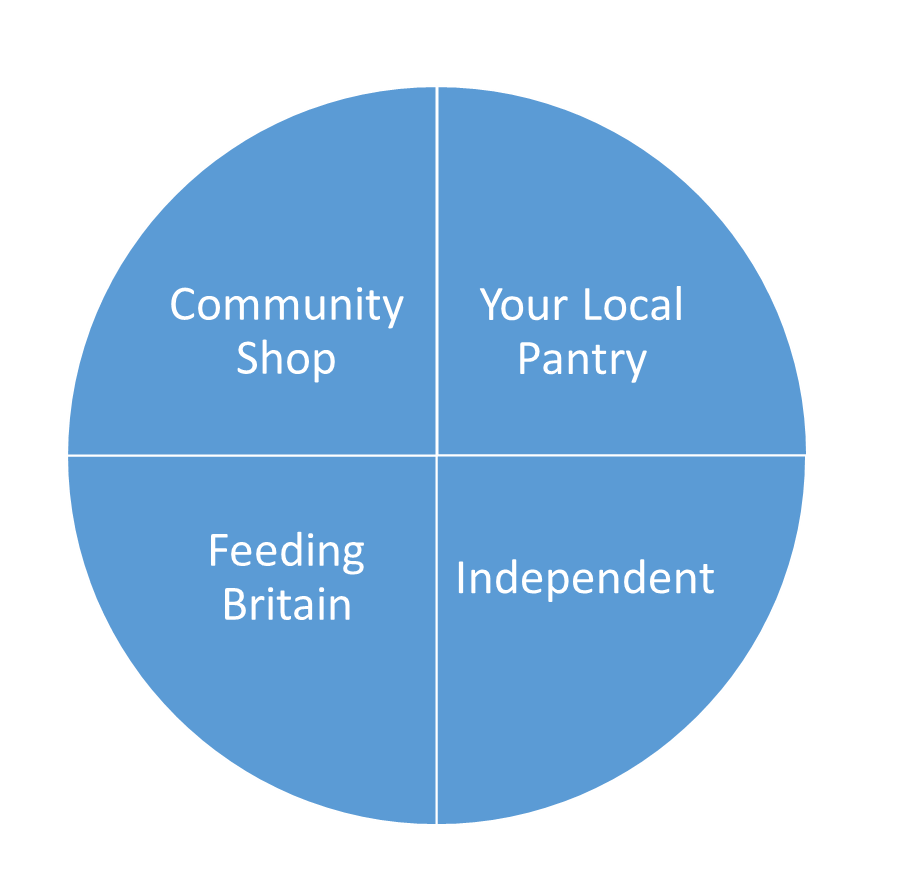 Community
Shop
Your Local
Pantry
Feeding
Britain
Independent